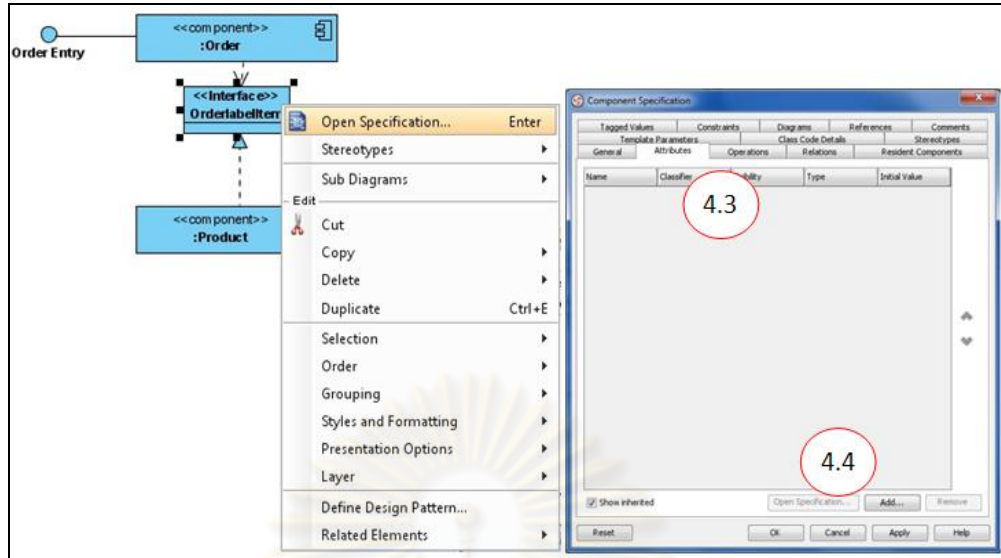 <<component>>
:Order
Order Entry
<<Interface>>
OrderlabelItem
<<component>>
:Product
Open Specification... Enter
Stereotypes
Sub Diagrams
Edit
Cut
Copy
Delete
Duplicate Ctrl+E
Selection
Order
Grouping
Styles and Formatting
Presentation Options
Layer
Define Design Pattern...
Related Elements
Component Specification
Tagged Values Constraints Diagrams References Comments
Template Parameters Class Code Details Stereotypes
General Attributes Operations Relations Resident Components
Name Classifier Type Initial Value
4.3
4.4
Show inherited Open Specification... Add... Remove
Reset OK Cancel Apply Help